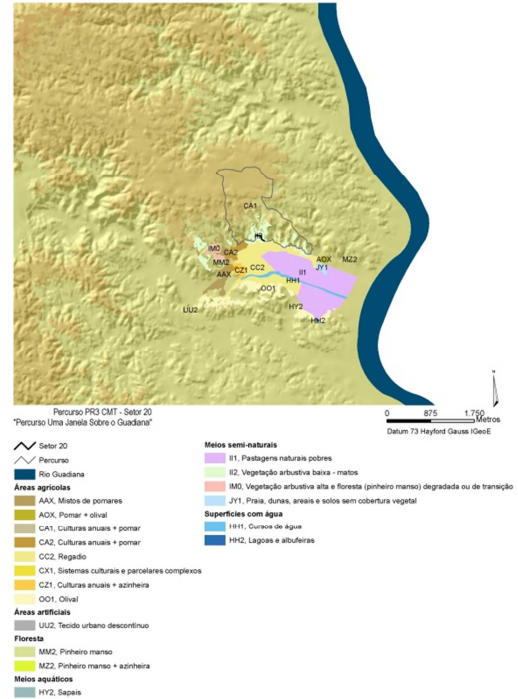 CA1
II2
IM0
CA2
MM2
CZ1
CC2
AAX
AOX
JY1
MZ2
II1
HH1
OO1
HY2
HH2
UU2
N
Percurso PR3 CMT - Setor 20
"Percurso Uma Janela Sobre o Guadiana"
0 875 1.750
Metros
Datum 73 Hayford Gauss IGeoE
Setor 20
Percurso
Rio Guadiana
Áreas agrícolas
AAX, Mistos de pomares
AOX, Pomar + olival
CA1, Culturas anuais + pomar
CA2, Culturas anuais + pomar
CC2, Regadio
CX1, Sistemas culturais e parcelares complexos
CZ1, Culturas anuais + azinheira
OO1, Olival
Áreas artificiais
UU2, Tecido urbano descontínuo
Floresta
MM2, Pinheiro manso
MZ2, Pinheiro manso + azinheira
Meios aquáticos
HY2, Sapais
Meios semi-naturais
II1, Pastagens naturais pobres
II2, Vegetação arbustiva baixa - matos
IM0, Vegetação arbustiva alta e floresta (pinheiro manso) degradada ou de transição
JY1, Praia, dunas, areais e solos sem cobertura vegetal
Superfícies com água
HH1, Cursos de água
HH2, Lagoas e albufeiras